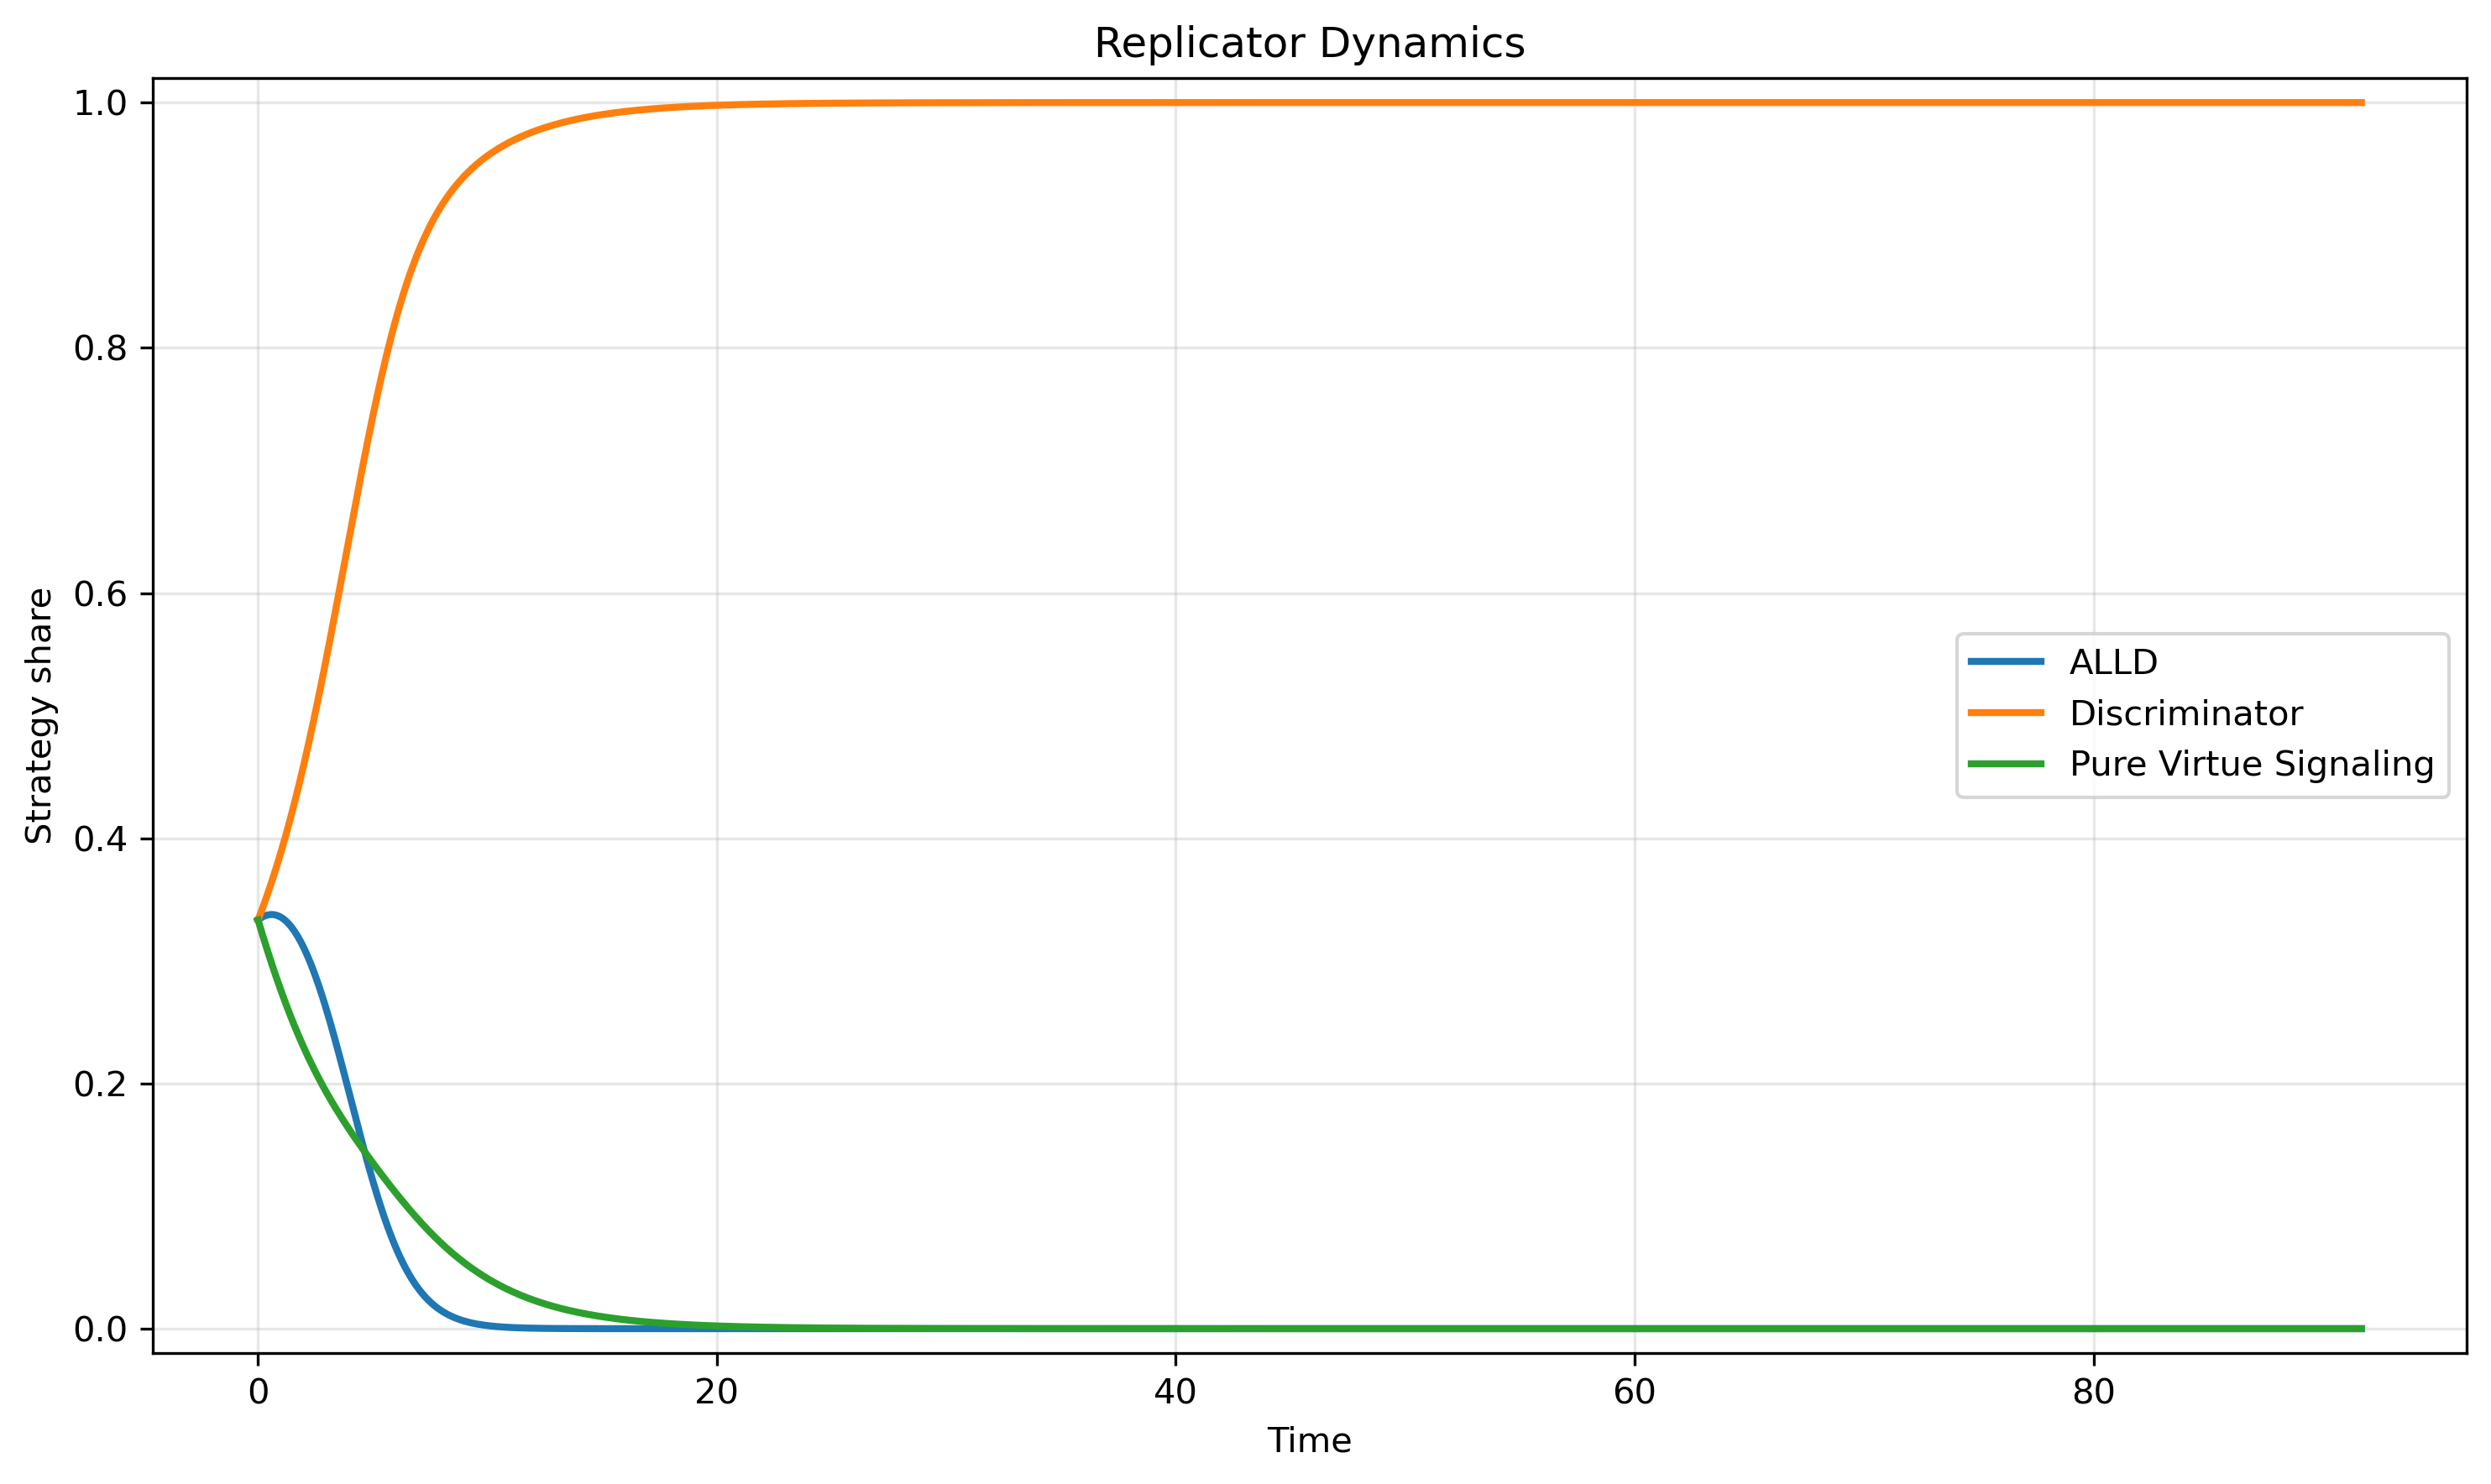 Replicator Dynamics
Strategy share
1.0
0.8
0.6
0.4
0.2
0.0
ALLD
Discriminator
Pure Virtue Signaling
0 20 40 60 80
Time